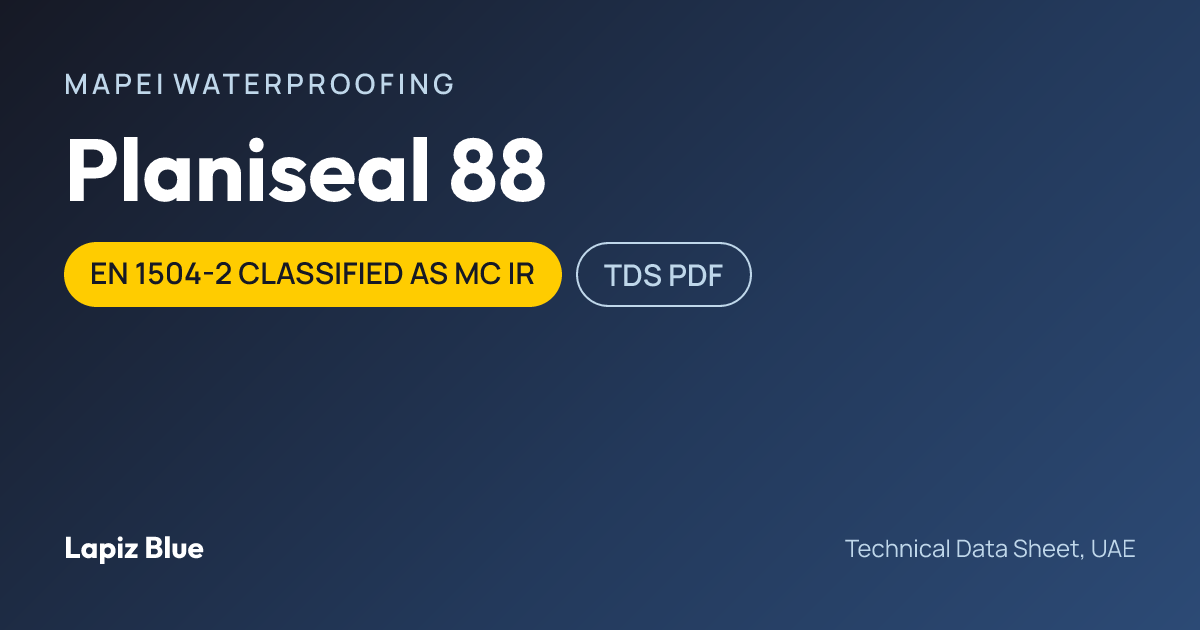 MAPEI WATERPROOFING
Planiseal 88
EN 1504-2 CLASSIFIED AS MC IR
TDS PDF
Lapiz Blue
Technical Data Sheet, UAE